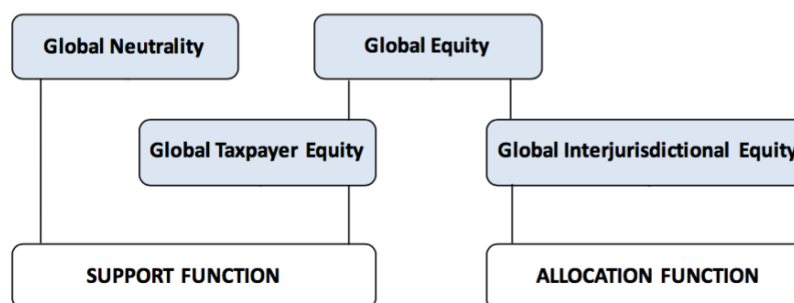 Global Neutrality
Global Equity
Global Taxpayer Equity
Global Interjurisdictional Equity
SUPPORT FUNCTION
ALLOCATION FUNCTION